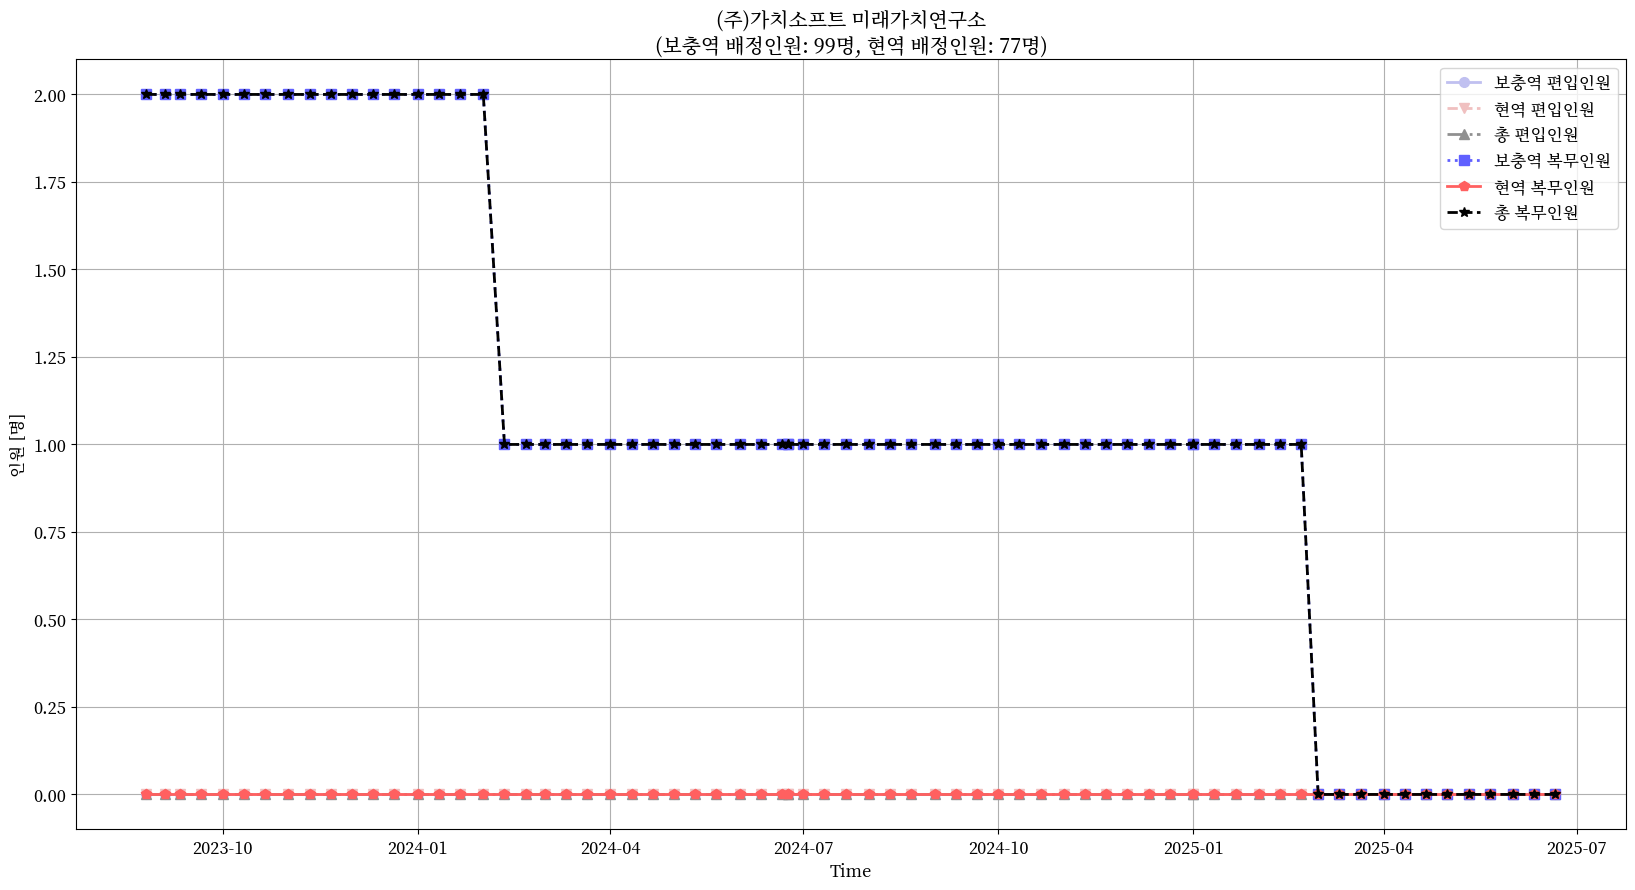 (주)가치소프트 미래가치연구소
(보충역 배정인원: 99명, 현역 배정인원: 77명)
보충역 편입인원
현역 편입인원
총 편입인원
보충역 복무인원
현역 복무인원
총 복무인원
2.00
1.75
1.50
1.25
1.00
0.75
0.50
0.25
0.00
인원 [명]
2023-10
2024-01
2024-04
2024-07
2024-10
2025-01
2025-04
2025-07
Time